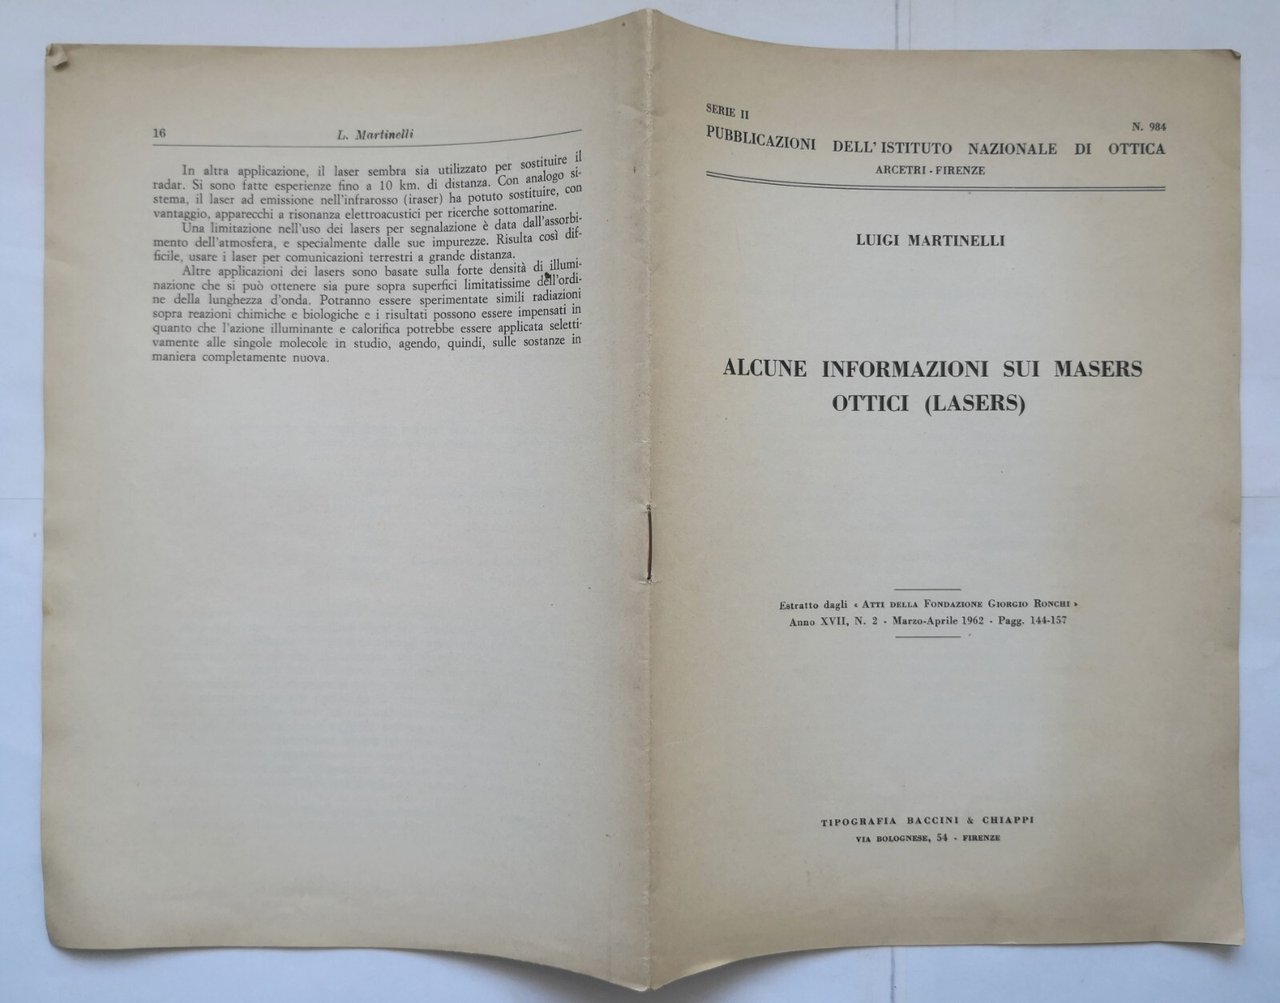 16
L. Martinelli
In altra applicazione, il laser sembra sia utilizzato per sostituire il
radar. Si sono fatte esperienze fino a 10 km. di distanza. Con analogo si-
stema, il laser ad emissione nell'infrarosso (iraser) ha potuto sostituire, con
vantaggio, apparecchi a risonanza elettroacustici per ricerche sottomarine.
Una limitazione nell'uso dei lasers per segnalazione è data dall'assorbi-
mento dell'atmosfera, e specialmente dalle sue impurezze. Risulta così dif-
ficile, usare i laser per comunicazioni terrestri a grande distanza.
Altre applicazioni dei lasers sono basate sulla forte densità di illumi-
nazione che si può ottenere sia pure sopra superfici limitatissime dell'ordi-
ne della lunghezza d'onda. Potranno essere sperimentate simili radiazioni
sopra reazioni chimiche e biologiche e i risultati possono essere impensati in
quanto che l'azione illuminante e calorifica potrebbe essere applicata seletti-
vamente alle singole molecole in studio, agendo, quindi, sulle sostanze in
maniera completamente nuova.
SERIE II
N. 984
PUBBLICAZIONI DELL'ISTITUTO NAZIONALE DI OTTICA
ARCETRI - FIRENZE
LUIGI MARTINELLI
ALCUNE INFORMAZIONI SUI MASERS
OTTICI (LASERS)
Estratto dagli « ATTI DELLA FONDAZIONE GIORGIO RONCHI »
Anno XVII, N. 2 - Marzo-Aprile 1962 - Pagg. 144-157
TIPOGRAFIA BACCINI & CHIAPPI
VIA BOLOGNESE, 54 - FIRENZE